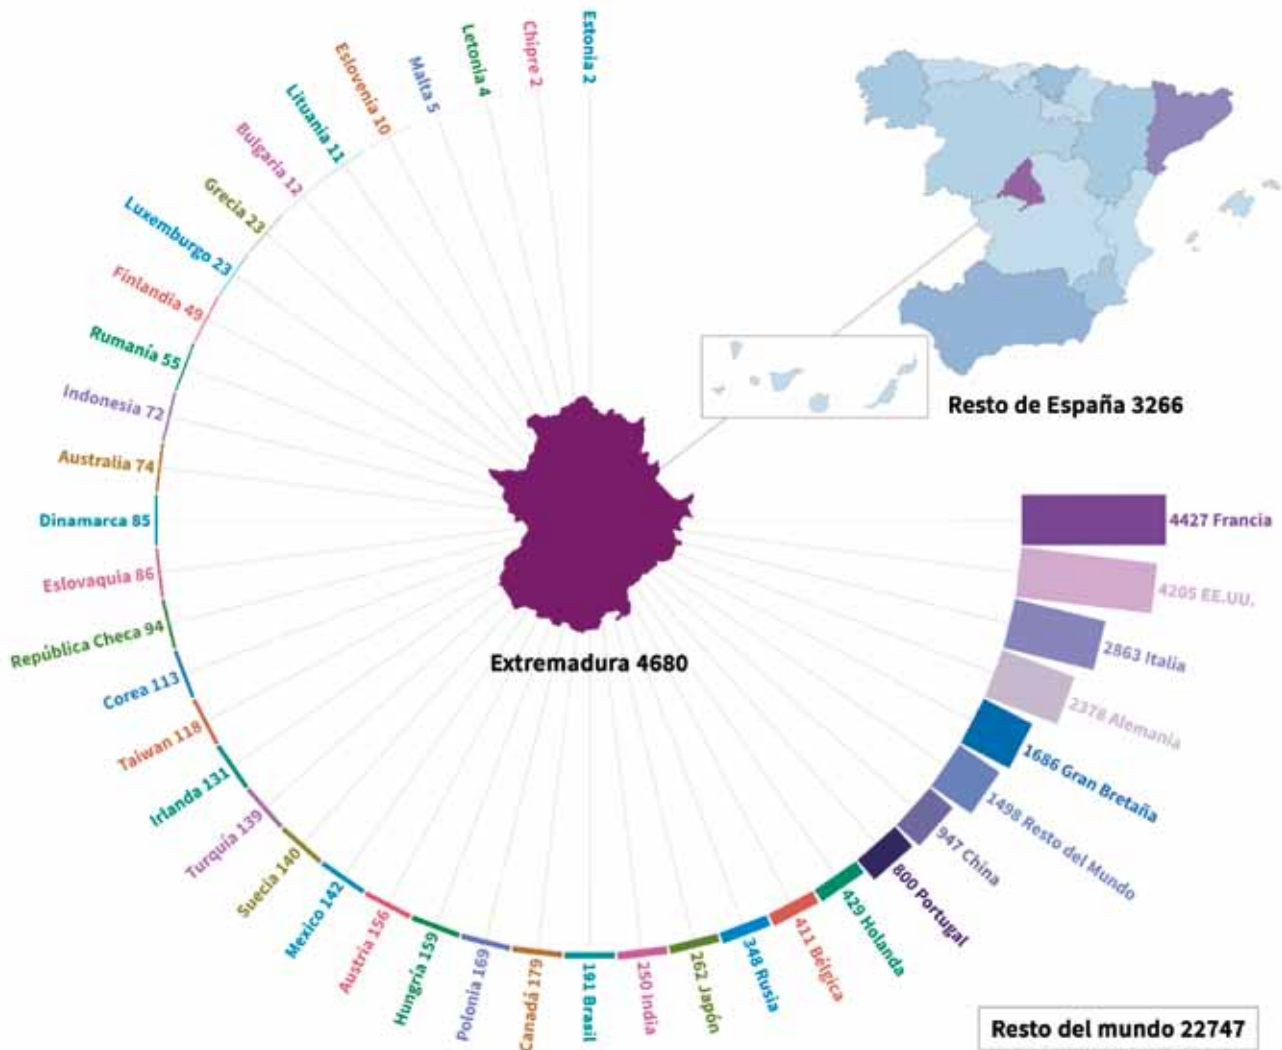 Estonia 2
Chipre 2
Letonia 4
Malta 5
Eslovenia 10
Lituania 11
Bulgaria 12
Grecia 23
Luxemburgo 23
Finlandia 49
Rumanía 55
Indonesia 72
Australia 74
Dinamarca 85
Eslovaquia 86
República Checa 94
Corea 113
Taiwan 118
Irlanda 131
Turquía 139
Suecia 140
Mexico 142
Austria 156
Hungría 159
Polonia 169
Canadá 179
191 Brasil
250 India
262 Japón
348 Rusia
411 Bélgica
429 Holanda
800 Portugal
947 China
1498 Resto del Mundo
1686 Gran Bretaña
2378 Alemania
2863 Italia
4205 EE.UU.
4427 Francia
Resto de España 3266
Extremadura 4680
Resto del mundo 22747